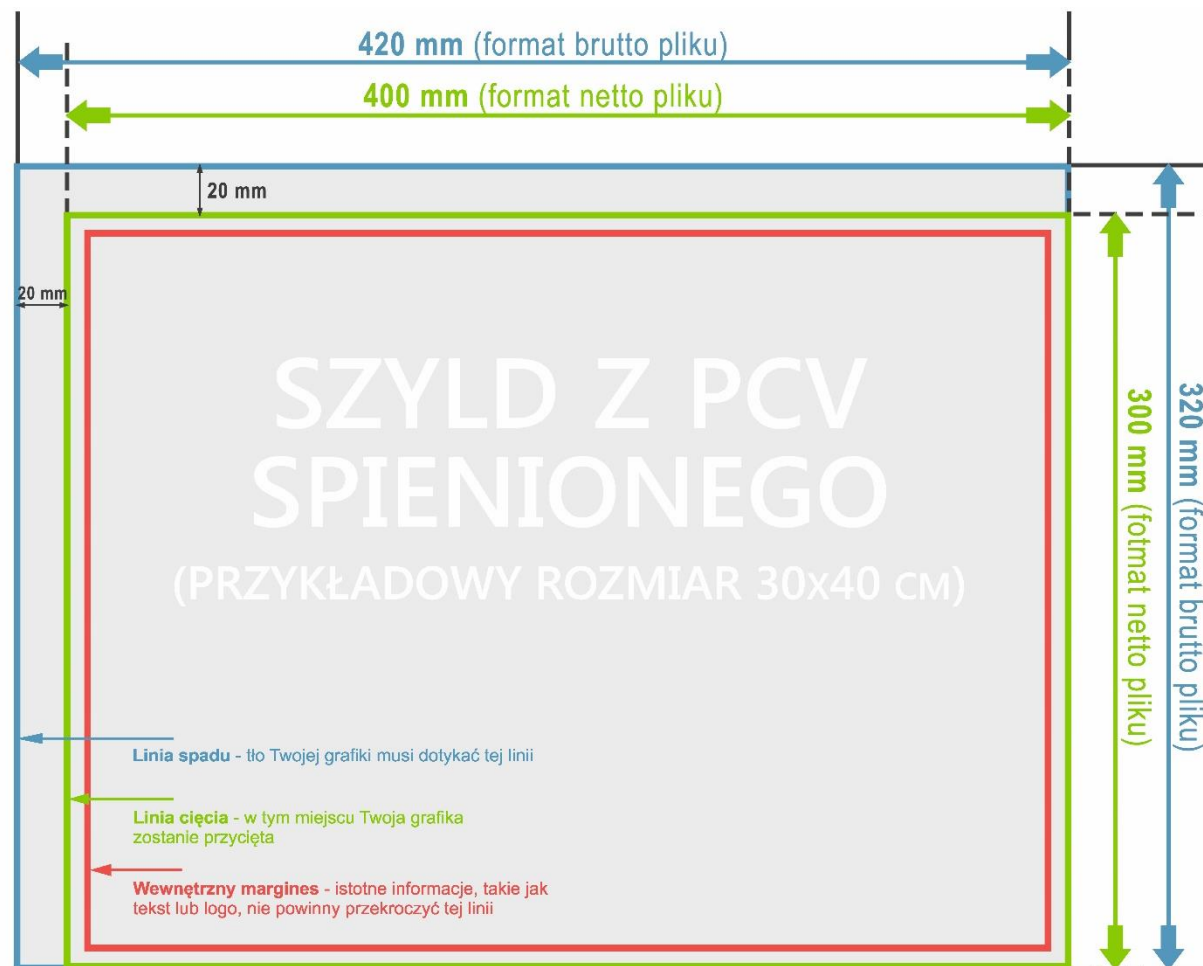 420 mm (format brutto pliku)
400 mm (format netto pliku)
20 mm
20 mm
SZYLD Z PCV
SPIENIONEGO
(PRZYKŁADOWY ROZMIAR 30x40 CM)
300 mm (fotmat netto pliku)
320 mm (format brutto pliku)
Linia spadu - tło Twojej grafiki musi dotykać tej linii
Linia cięcia - w tym miejscu Twoja grafika
zostanie przycięta
Wewnętrzny margines - istotne informacje, takie jak
tekst lub logo, nie powinny przekroczyć tej linii